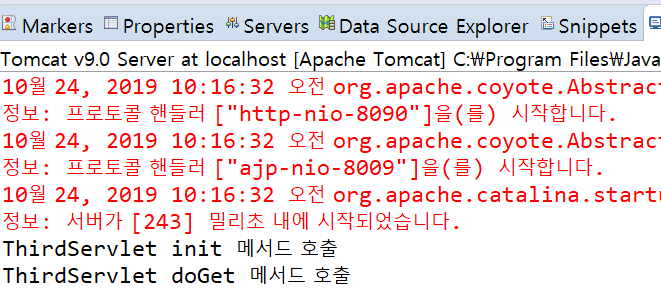 Markers Properties Servers Data Source Explorer Snippets
Tomcat v9.0 Server at localhost [Apache Tomcat] C:₩Program Files₩Java
10월 24, 2019 10:16:32 오전 org.apache.coyote.Abstract
정보: 프로토콜 핸들러 ["http-nio-8090"]을(를) 시작합니다.
10월 24, 2019 10:16:32 오전 org.apache.coyote.Abstract
정보: 프로토콜 핸들러 ["ajp-nio-8009"]을(를) 시작합니다.
10월 24, 2019 10:16:32 오전 org.apache.catalina.startu
정보: 서버가 [243] 밀리초 내에 시작되었습니다.
ThirdServlet init 메서드 호출
ThirdServlet doGet 메서드 호출